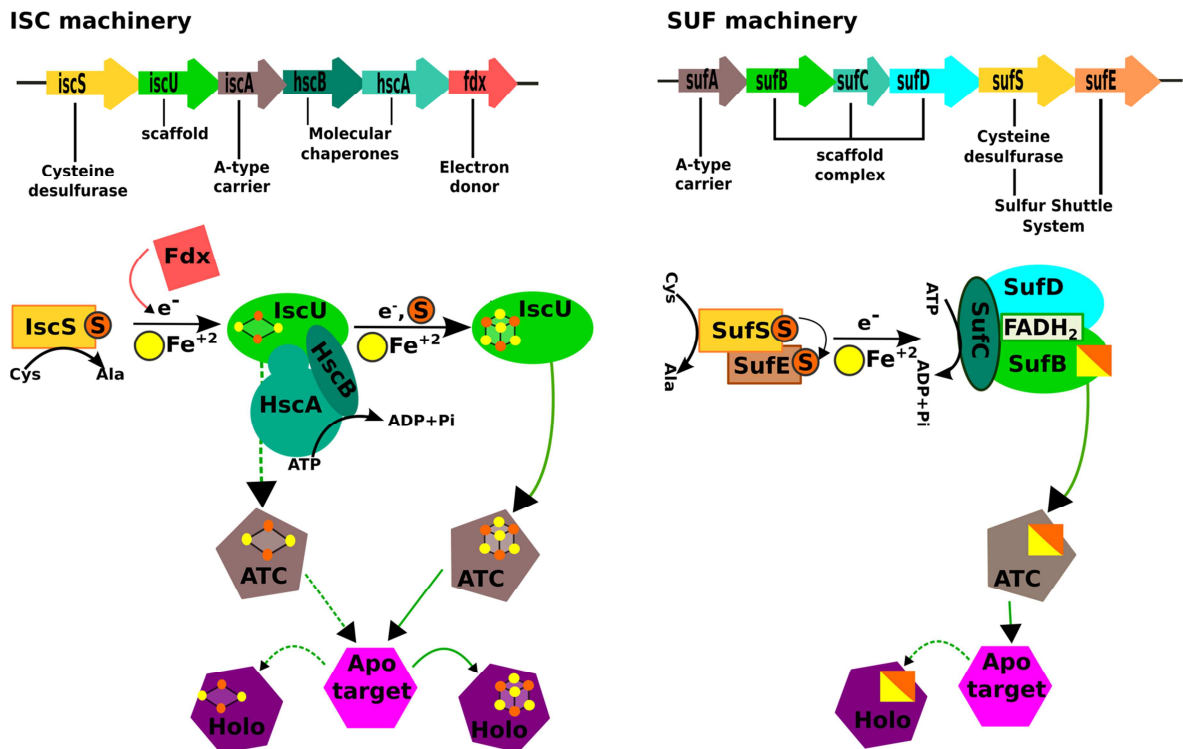 ISC machinery
iscS iscU iscA hscB hscA fdx
scaffold
Molecular
chaperones
Cysteine
desulfurase
A-type
carrier
Electron
donor
Fdx
IscS S
Cys
Ala
e-
Fe+2
IscU
HscB
HscA
ATP
ADP+Pi
e-, S
Fe+2
IscU
ATC
ATC
Apo
target
Holo
Holo
SUF machinery
sufA sufB sufC sufD sufS sufE
A-type
carrier
scaffold
complex
Cysteine
desulfurase
Sulfur Shuttle
System
Cys
Ala
SufS S
SufE S
e-
Fe+2
ATP
ADP+Pi
SufC
SufD
FADH2
SufB
ATC
Apo
target
Holo